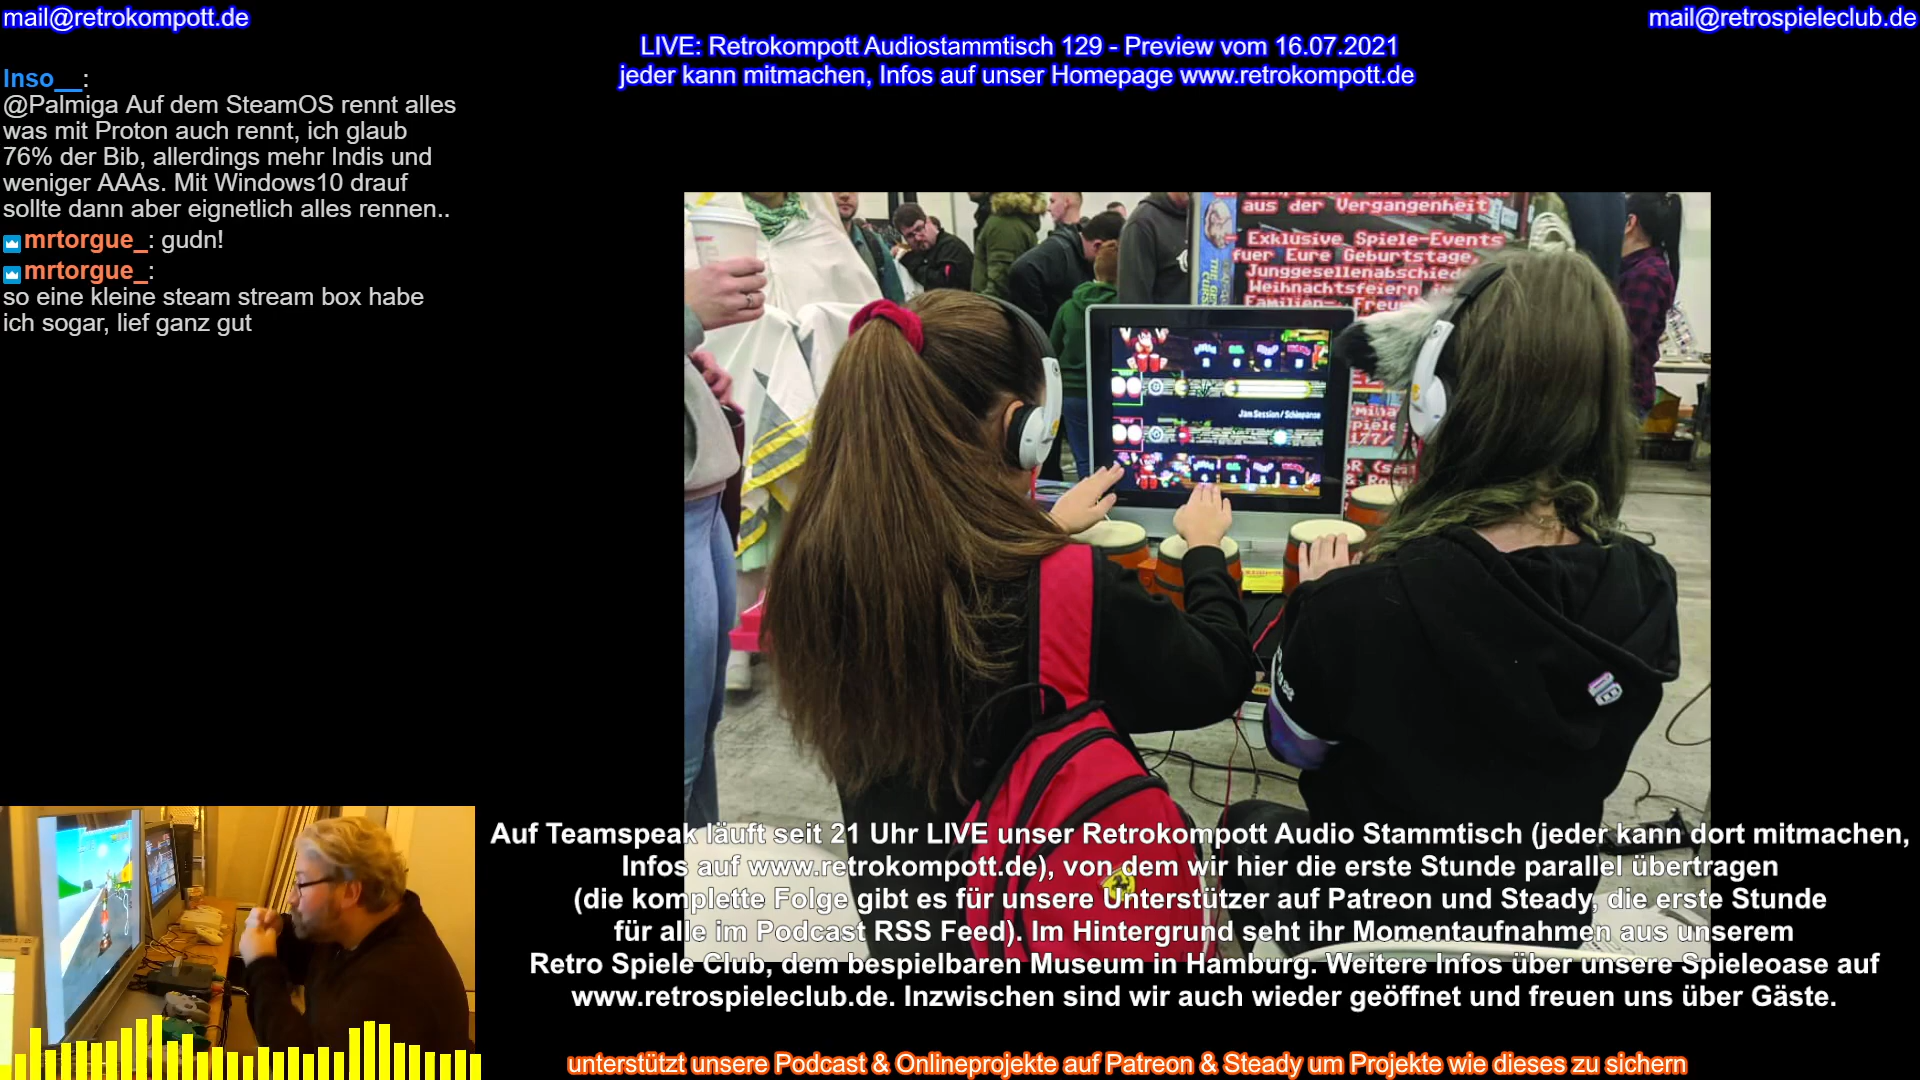 mail@retrokompott.de
mail@retrospieleclub.de
LIVE: Retrokompott Audiostammtisch 129 - Preview vom 16.07.2021
jeder kann mitmachen, Infos auf unser Homepage www.retrokompott.de
Inso__:
@Palmiga Auf dem SteamOS rennt alles
was mit Proton auch rennt, ich glaub
76% der Bib, allerdings mehr Indis und
weniger AAAs. Mit Windows10 drauf
sollte dann aber eignetlich alles rennen..
mrtorgue_: gudn!
mrtorgue_:
so eine kleine steam stream box habe
ich sogar, lief ganz gut
aus der Vergangenheit
- Exklusive Spiele-Events
fuer Eure Geburtstage,
Junggesellenabschied
Weihnachtsfeiern
Familien-
Jam Session / Schimpanse
Auf Teamspeak läuft seit 21 Uhr LIVE unser Retrokompott Audio Stammtisch (jeder kann dort mitmachen,
Infos auf www.retrokompott.de), von dem wir hier die erste Stunde parallel übertragen
(die komplette Folge gibt es für unsere Unterstützer auf Patreon und Steady, die erste Stunde
für alle im Podcast RSS Feed). Im Hintergrund seht ihr Momentaufnahmen aus unserem
Retro Spiele Club, dem bespielbaren Museum in Hamburg. Weitere Infos über unsere Spieleoase auf
www.retrospieleclub.de. Inzwischen sind wir auch wieder geöffnet und freuen uns über Gäste.
unterstützt unsere Podcast & Onlineprojekte auf Patreon & Steady um Projekte wie dieses zu sichern